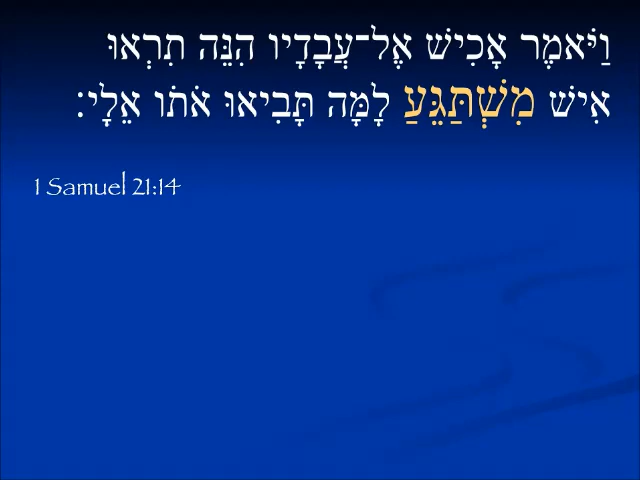 וַיֹּאמֶר אָכִישׁ אֶל־עֲבָדָיו הִנֵּה תִרְאוּ
אִישׁ מִשְׁתַּגֵּעַ לָמָּה תָּבִיאוּ אֹתוֹ אֵלָי׃
1 Samuel 21:14